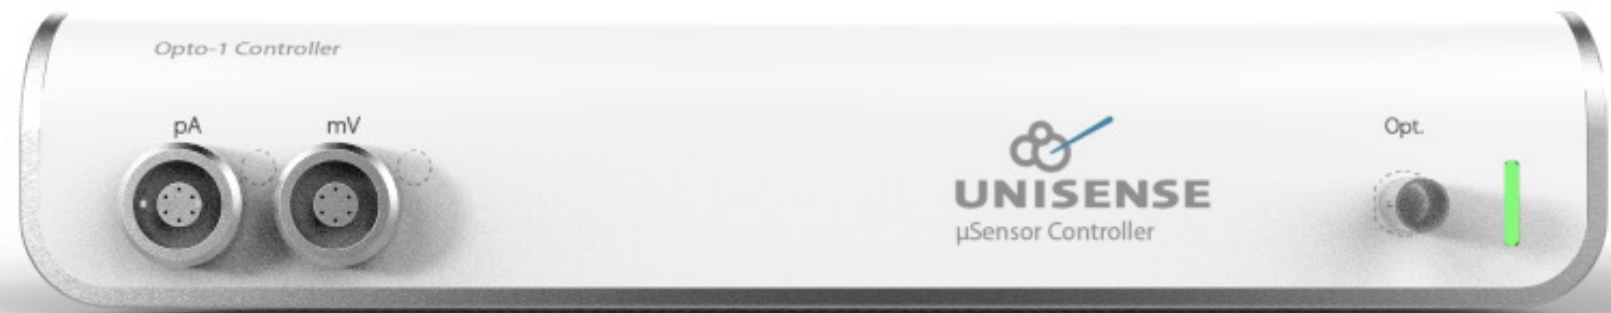 Opto-1 Controller
pA
mV
Opt.
UNISENSE
µSensor Controller